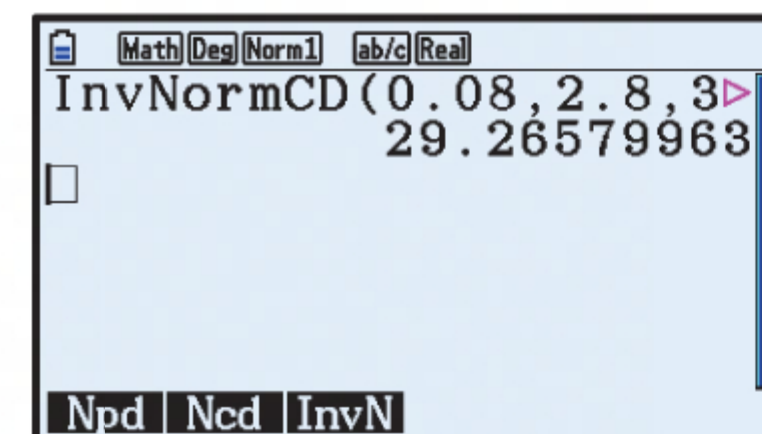 Math Deg Norm1 ab/c Real
InvNormCD(0.08,2.8,3▷
29.26579963
Npd Ncd InvN